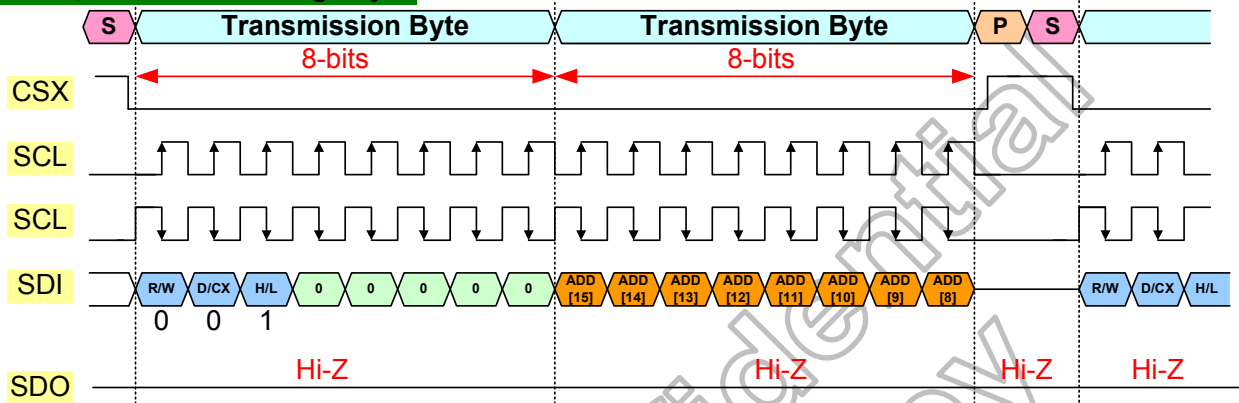 S Transmission Byte Transmission Byte P S
8-bits 8-bits
CSX
SCL
SCL
SDI R/W D/CX H/L 0 0 0 0 0 ADD [15] ADD [14] ADD [13] ADD [12] ADD [11] ADD [10] ADD [9] ADD [8] R/W D/CX H/L
0 0 1
Hi-Z Hi-Z Hi-Z Hi-Z
SDO